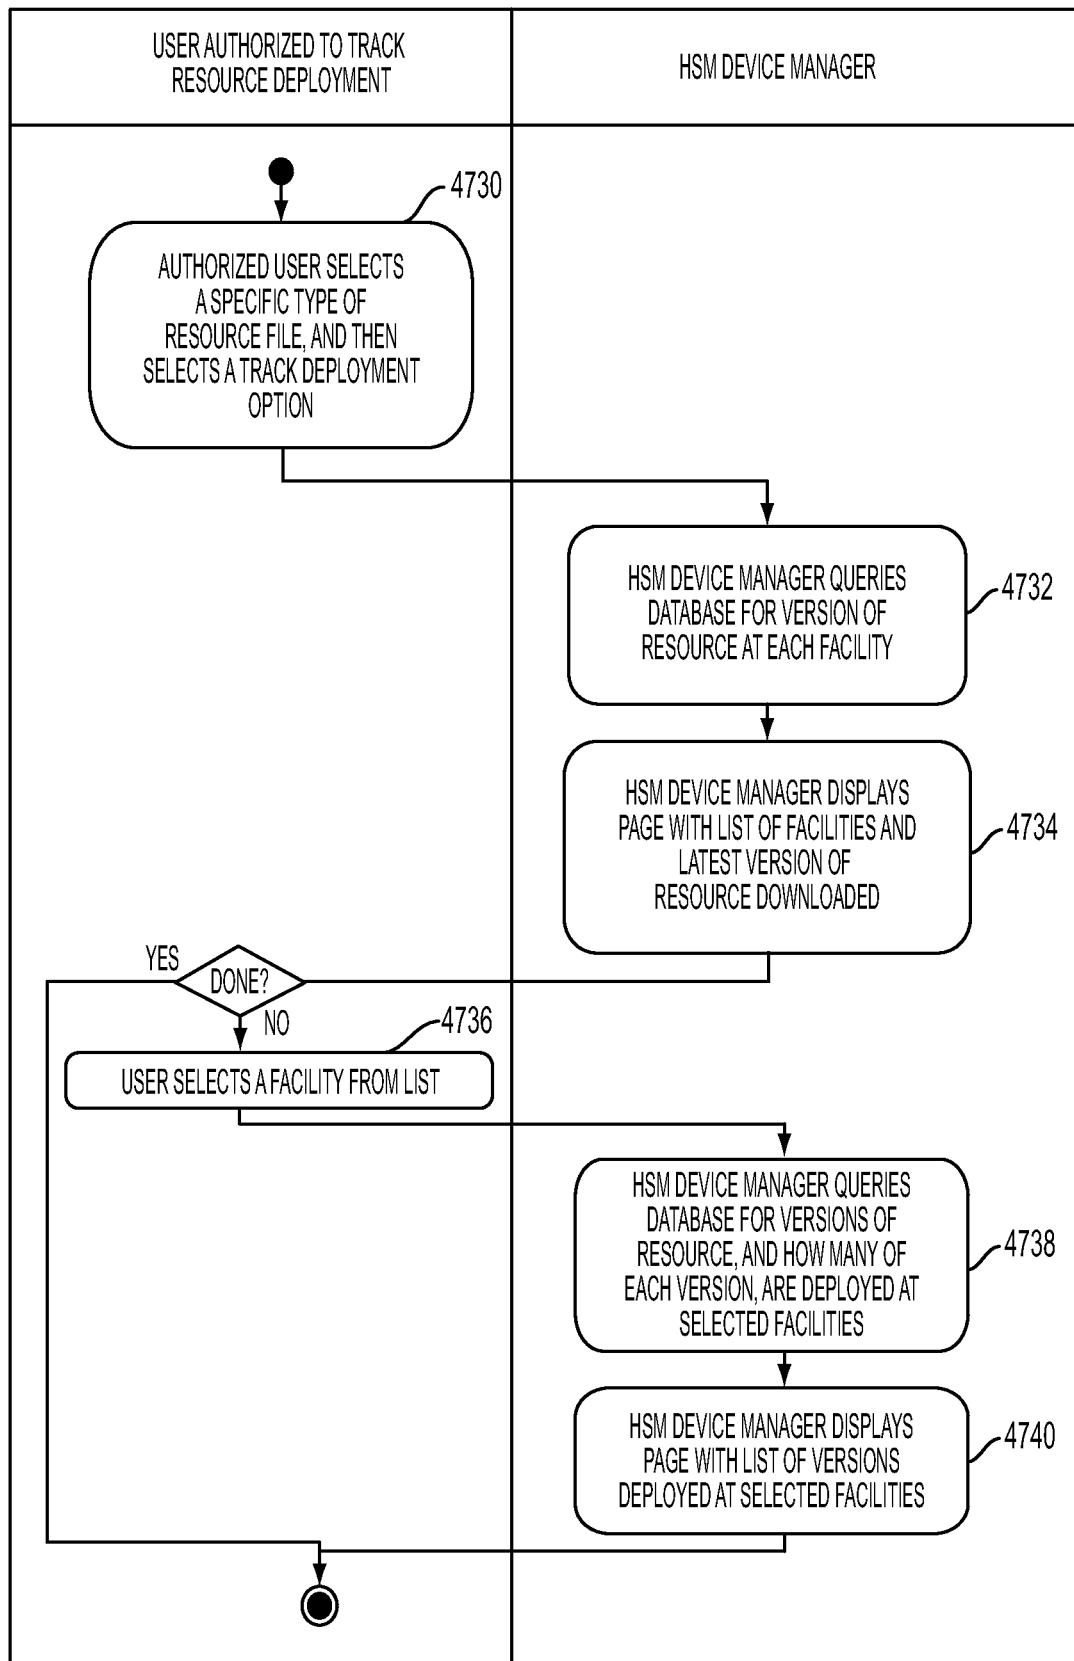 USER AUTHORIZED TO TRACK
RESOURCE DEPLOYMENT
HSM DEVICE MANAGER
4730
AUTHORIZED USER SELECTS
A SPECIFIC TYPE OF
RESOURCE FILE, AND THEN
SELECTS A TRACK DEPLOYMENT
OPTION
HSM DEVICE MANAGER QUERIES
DATABASE FOR VERSION OF
RESOURCE AT EACH FACILITY
4732
HSM DEVICE MANAGER DISPLAYS
PAGE WITH LIST OF FACILITIES AND
LATEST VERSION OF
RESOURCE DOWNLOADED
4734
YES
DONE?
NO
4736
USER SELECTS A FACILITY FROM LIST
HSM DEVICE MANAGER QUERIES
DATABASE FOR VERSIONS OF
RESOURCE, AND HOW MANY OF
EACH VERSION, ARE DEPLOYED AT
SELECTED FACILITIES
4738
HSM DEVICE MANAGER DISPLAYS
PAGE WITH LIST OF VERSIONS
DEPLOYED AT SELECTED FACILITIES
4740